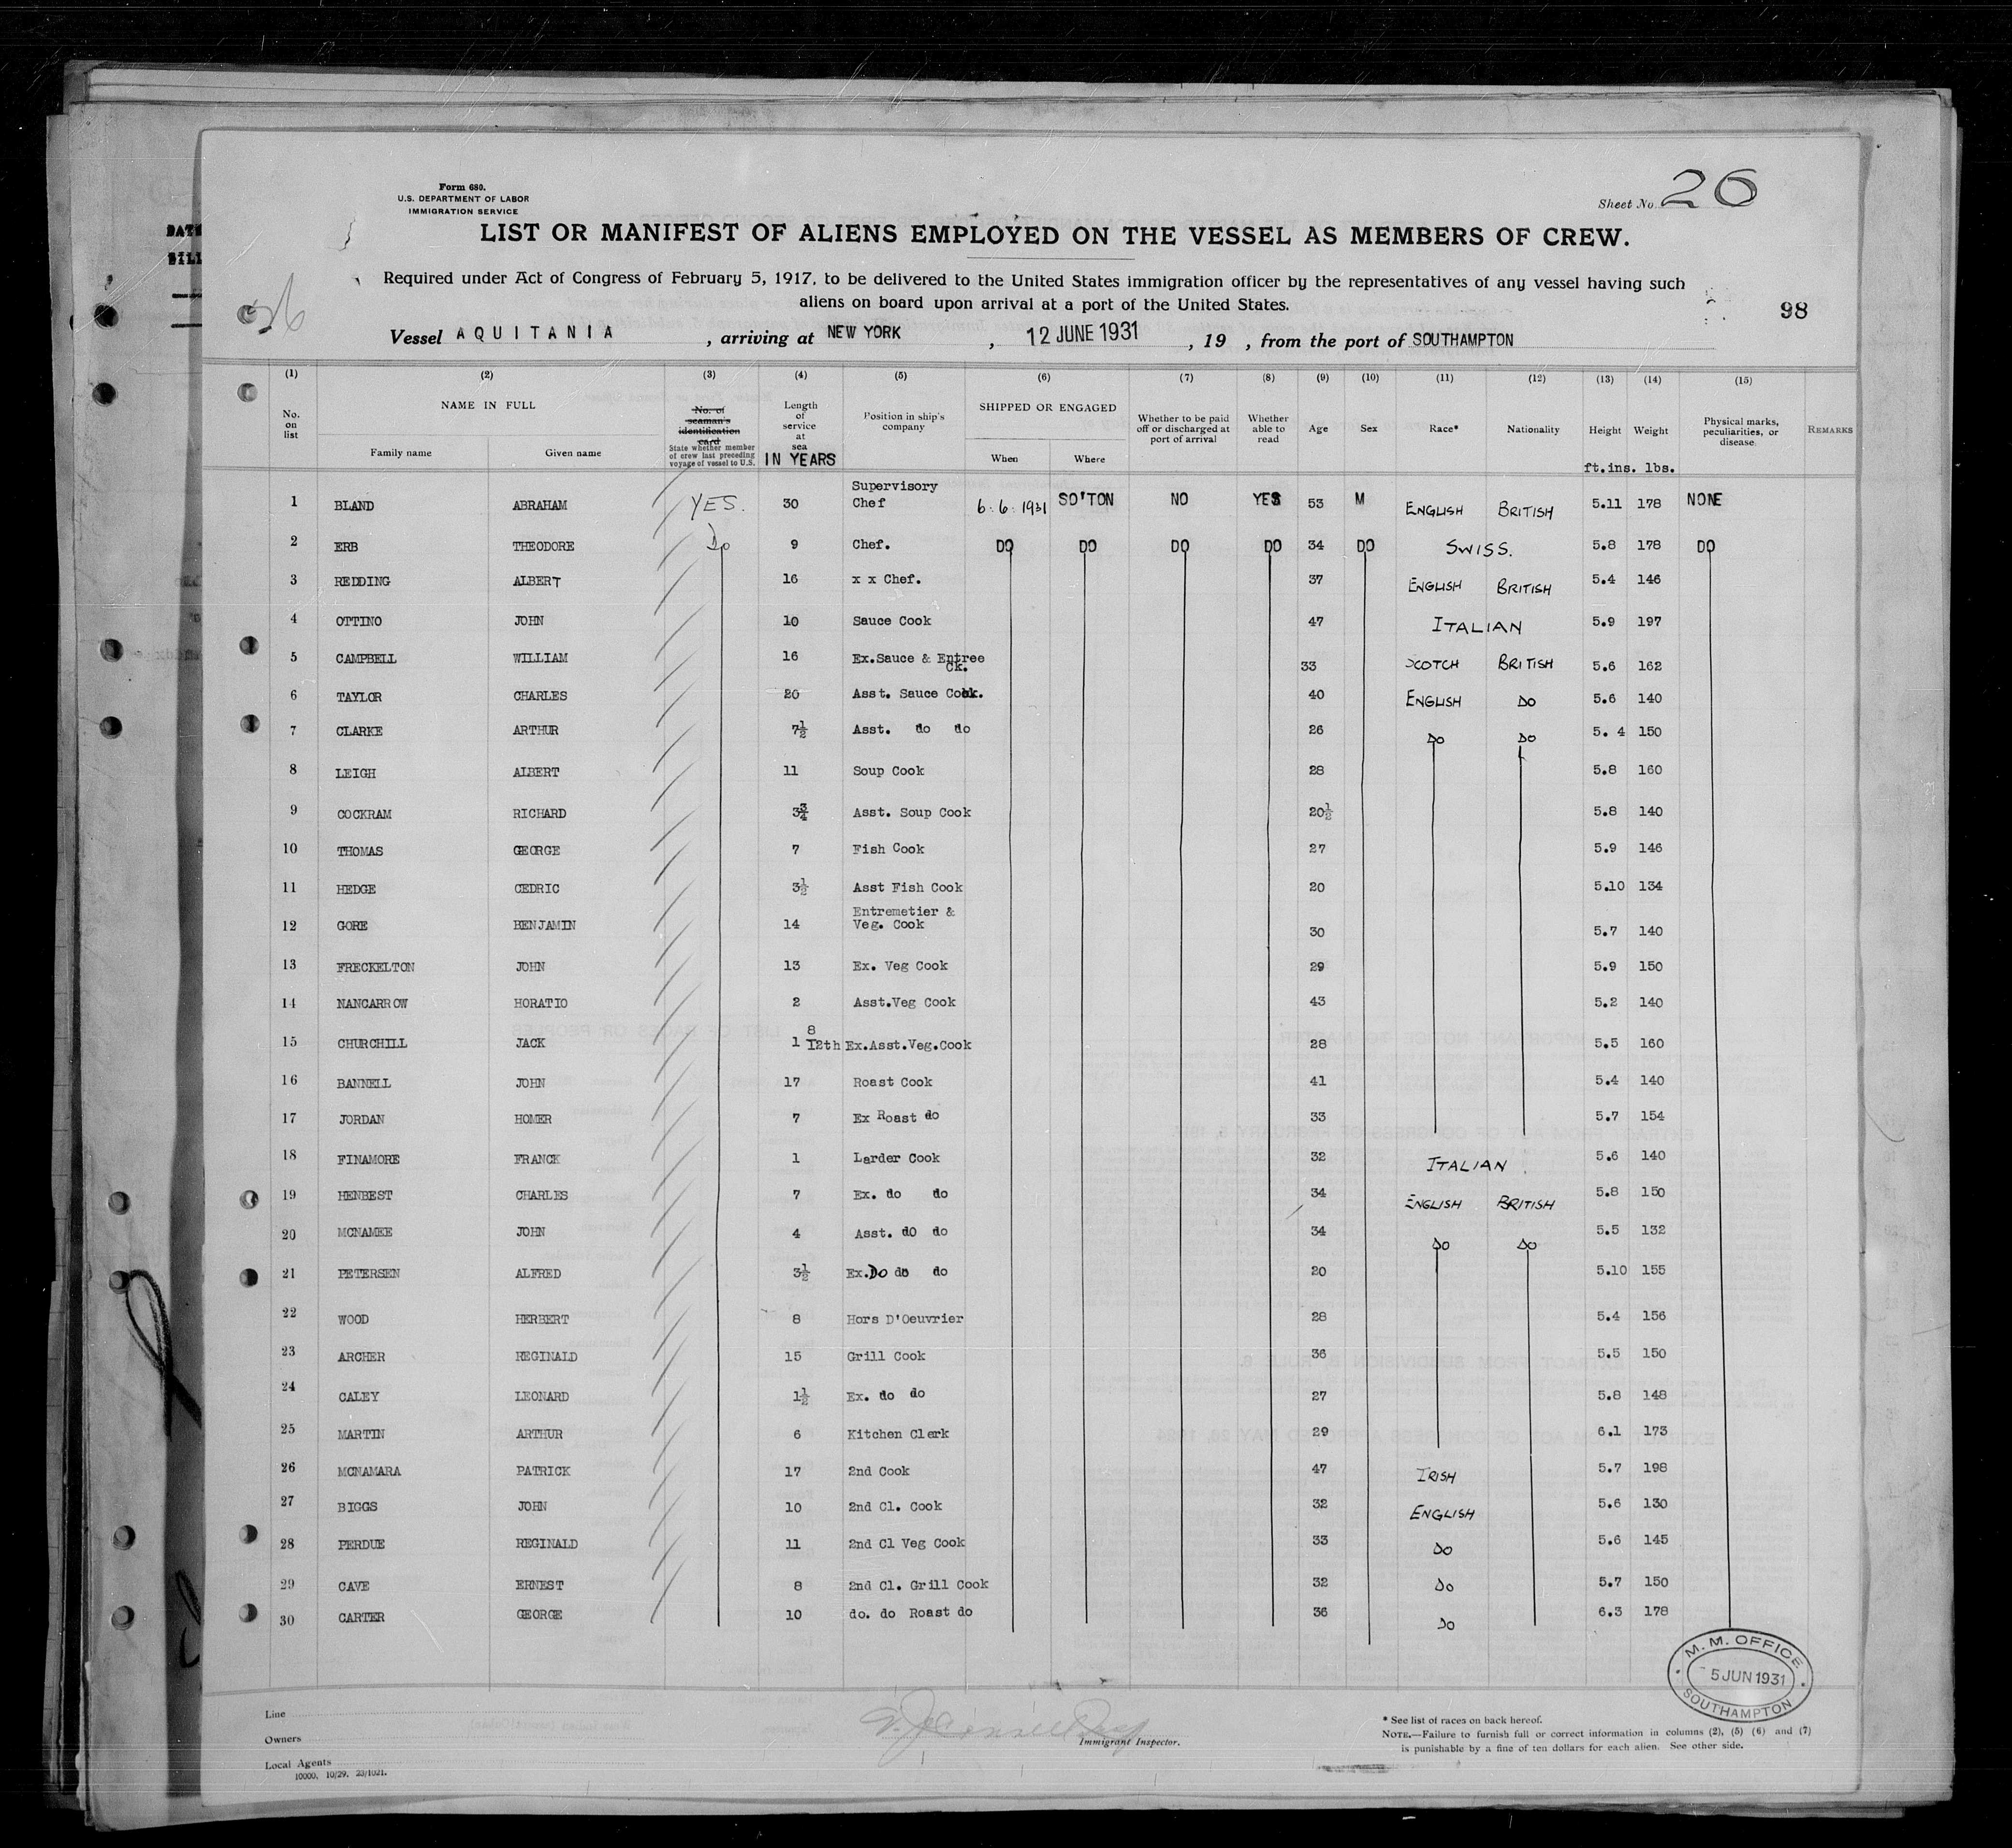 Form 680.
U.S. DEPARTMENT OF LABOR
IMMIGRATION SERVICE
Sheet No. 26
LIST OR MANIFEST OF ALIENS EMPLOYED ON THE VESSEL AS MEMBERS OF CREW.
Required under Act of Congress of February 5, 1917, to be delivered to the United States immigration officer by the representatives of any vessel having such
aliens on board upon arrival at a port of the United States.
26
98
Vessel AQUITANIA , arriving at NEW YORK , 12 JUNE 1931 , 19 , from the port of SOUTHAMPTON
(1) (2) (3) (4) (5) (6) (7) (8) (9) (10) (11) (12) (13) (14) (15)
No. on list
NAME IN FULL
Family name Given name
No. of seaman's identification card
State whether member of crew last preceding voyage of vessel to U.S.
Length of service at sea IN YEARS
Position in ship's company
SHIPPED OR ENGAGED
When Where
Whether to be paid off or discharged at port of arrival
Whether able to read
Age Sex Race* Nationality Height Weight
ft.ins. lbs.
Physical marks, peculiarities, or disease.
REMARKS
1 BLAND ABRAHAM YES. 30 Supervisory Chef 6.6.1931 SO'TON NO YES 53 M ENGLISH BRITISH 5.11 178 NONE
2 ERB THEODORE Do 9 Chef. DO DO DO DO 34 DO SWISS. 5.8 178 DO
3 REDDING ALBERT 16 x x Chef. 37 ENGLISH BRITISH 5.4 146
4 OTTINO JOHN 10 Sauce Cook 47 ITALIAN 5.9 197
5 CAMPBELL WILLIAM 16 Ex.Sauce & Entree Ck. 33 SCOTCH BRITISH 5.6 162
6 TAYLOR CHARLES 20 Asst. Sauce Cook. 40 ENGLISH DO 5.6 140
7 CLARKE ARTHUR 7½ Asst. do do 26 DO DO 5. 4 150
8 LEIGH ALBERT 11 Soup Cook 28 5.8 160
9 COCKRAM RICHARD 3¾ Asst. Soup Cook 20½ 5.8 140
10 THOMAS GEORGE 7 Fish Cook 27 5.9 146
11 HEDGE CEDRIC 3½ Asst Fish Cook 20 5.10 134
12 GORE BENJAMIN 14 Entremetier & Veg. Cook 30 5.7 140
13 FRECKELTON JOHN 13 Ex. Veg Cook 29 5.9 150
14 NANCARROW HORATIO 2 Asst.Veg Cook 43 5.2 140
15 CHURCHILL JACK 1 8 12th Ex.Asst.Veg.Cook 28 5.5 160
16 BANNELL JOHN 17 Roast Cook 41 5.4 140
17 JORDAN HOMER 7 Ex Roast do 33 5.7 154
18 FINAMORE FRANCK 1 Larder Cook 32 ITALIAN . 5.6 140
19 HENBEST CHARLES 7 Ex. do do 34 ENGLISH BRITISH 5.8 150
20 MCNAMEE JOHN 4 Asst. dO do 34 DO DO 5.5 132
21 PETERSEN ALFRED 3½ Ex.Do do do 20 5.10 155
22 WOOD HERBERT 8 Hors D'Oeuvrier 28 5.4 156
23 ARCHER REGINALD 15 Grill Cook 36 5.5 150
24 CALEY LEONARD 1½ Ex. do do 27 5.8 148
25 MARTIN ARTHUR 6 Kitchen Clerk 29 6.1 173
26 MCNAMARA PATRICK 17 2nd Cook 47 IRISH 5.7 198
27 BIGGS JOHN 10 2nd Cl. Cook 32 ENGLISH 5.6 130
28 PERDUE REGINALD 11 2nd Cl Veg Cook 33 DO 5.6 145
29 CAVE ERNEST 8 2nd Cl. Grill Cook 32 DO 5.7 150
30 CARTER GEORGE 10 do. do Roast do 36 DO 6.3 178
M. M. OFFICE
5 JUN 1931
SOUTHAMPTON
Line
Owners
Local Agents
10000. 10/29. 23/1021.
Immigrant Inspector.
* See list of races on back hereof.
NOTE.—Failure to furnish full or correct information in columns (2), (5) (6) and (7)
is punishable by a fine of ten dollars for each alien. See other side.